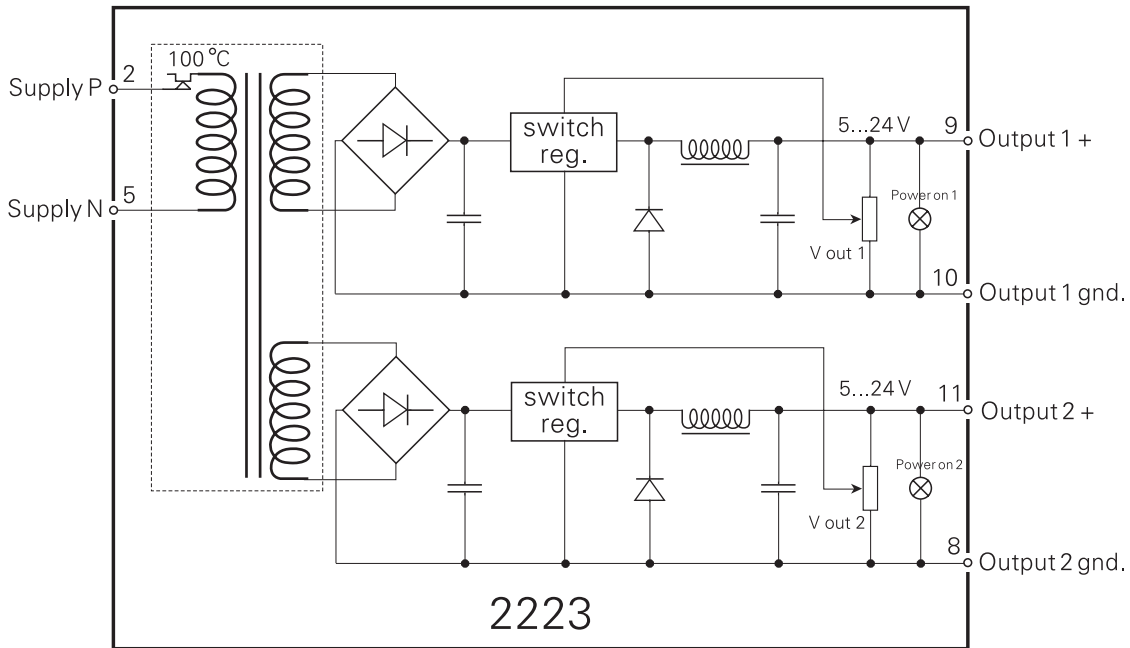 100 °C
2
Supply P
5
Supply N
switch
reg.
5...24 V
9
Output 1 +
Power on 1
V out 1
10
Output 1 gnd.
switch
reg.
5...24 V
11
Output 2 +
Power on 2
V out 2
8
Output 2 gnd.
2223